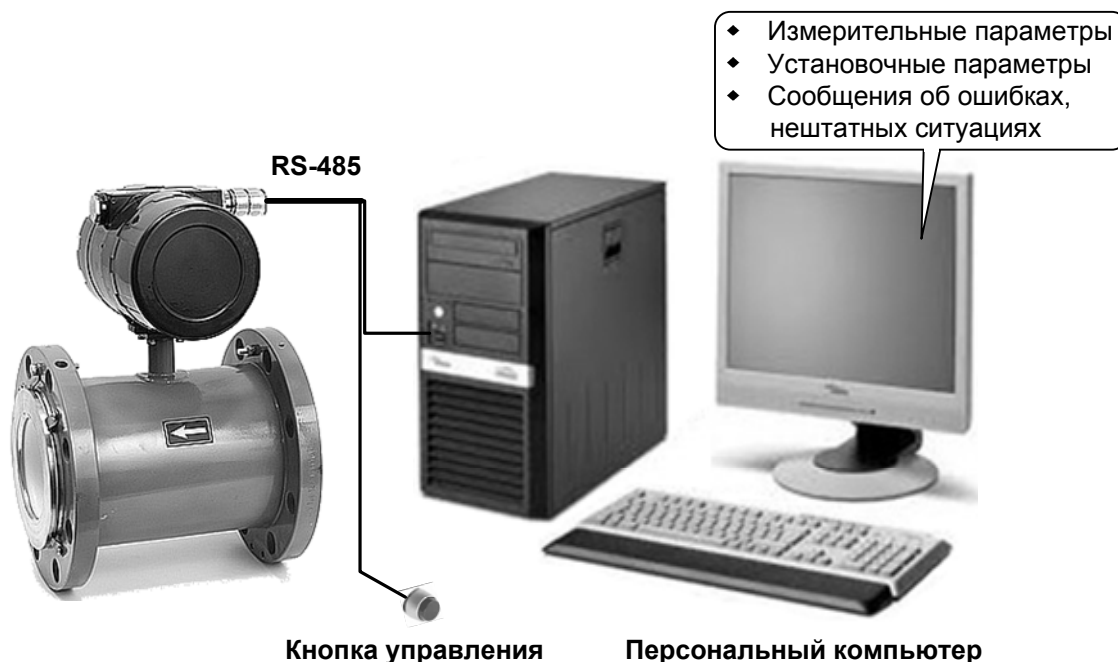 ◆ Измерительные параметры
◆ Установочные параметры
◆ Сообщения об ошибках,
нештатных ситуациях
RS-485
Кнопка управления
Персональный компьютер